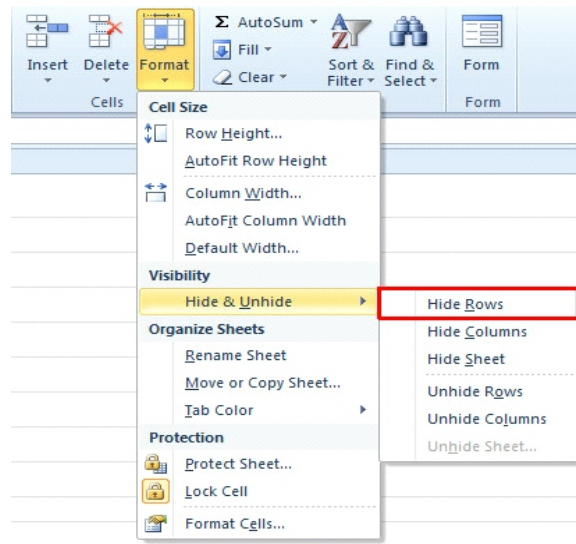 Insert
Delete
Format
Σ AutoSum
Fill
Clear
Sort &
Filter
Find &
Select
Form
Cells
Form
Cell Size
Row Height...
AutoFit Row Height
Column Width...
AutoFit Column Width
Default Width...
Visibility
Hide & Unhide
Hide Rows
Hide Columns
Hide Sheet
Unhide Rows
Unhide Columns
Unhide Sheet...
Organize Sheets
Rename Sheet
Move or Copy Sheet...
Tab Color
Protection
Protect Sheet...
Lock Cell
Format Cells...